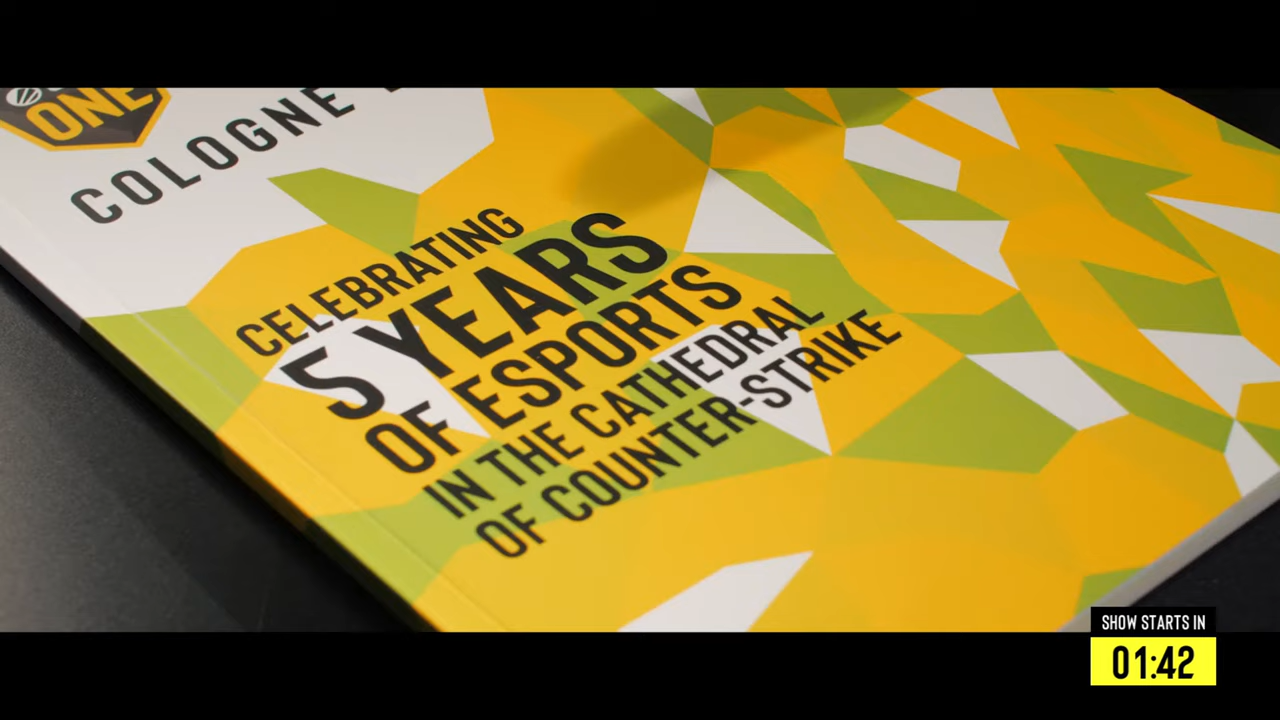 ONE
COLOGNE
CELEBRATING
5 YEARS
OF ESPORTS
IN THE CATHEDRAL
OF COUNTER-STRIKE
SHOW STARTS IN
01:42